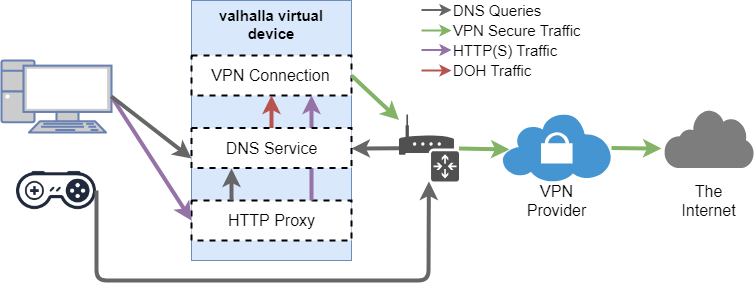 valhalla virtual
device
VPN Connection
DNS Service
HTTP Proxy
DNS Queries
VPN Secure Traffic
HTTP(S) Traffic
DOH Traffic
VPN
Provider
The
Internet